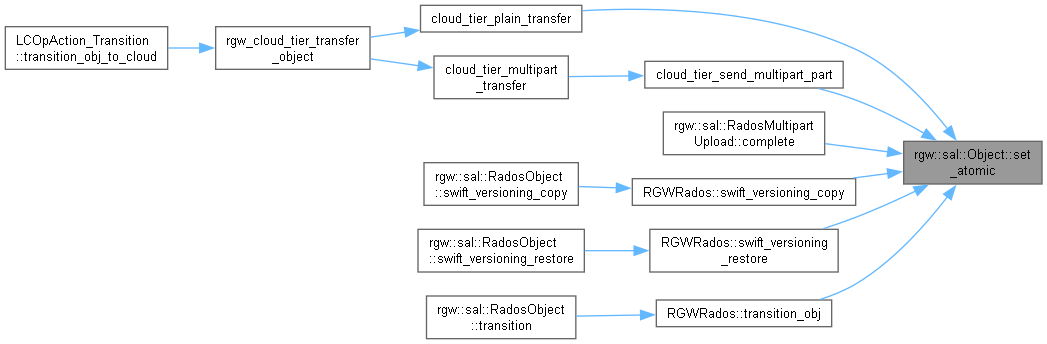 cloud_tier_plain_transfer
LCOpAction_Transition
::transition_obj_to_cloud
rgw_cloud_tier_transfer
_object
cloud_tier_multipart
_transfer
cloud_tier_send_multipart_part
rgw::sal::RadosMultipart
Upload::complete
rgw::sal::Object::set
_atomic
rgw::sal::RadosObject
::swift_versioning_copy
RGWRados::swift_versioning_copy
rgw::sal::RadosObject
::swift_versioning_restore
RGWRados::swift_versioning
_restore
rgw::sal::RadosObject
::transition
RGWRados::transition_obj